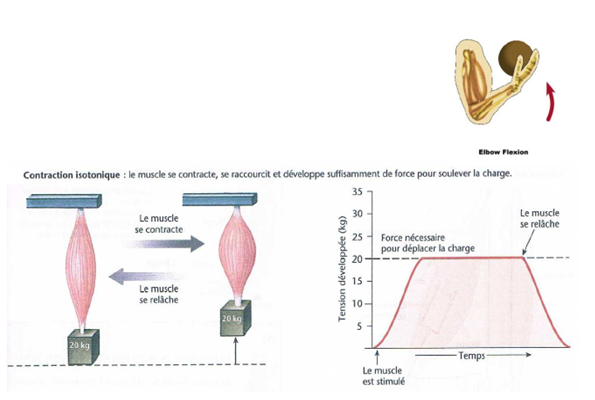 Elbow Flexion
Contraction isotonique : le muscle se contracte, se raccourcit et développe suffisamment de force pour soulever la charge.
Le muscle
se contracte
Le muscle
se relâche
20 kg
20 kg
Tension développée (kg)
35
30
25
20
15
10
5
Force nécessaire
pour déplacer la charge
Le muscle
se relâche
Temps
Le muscle
est stimulé